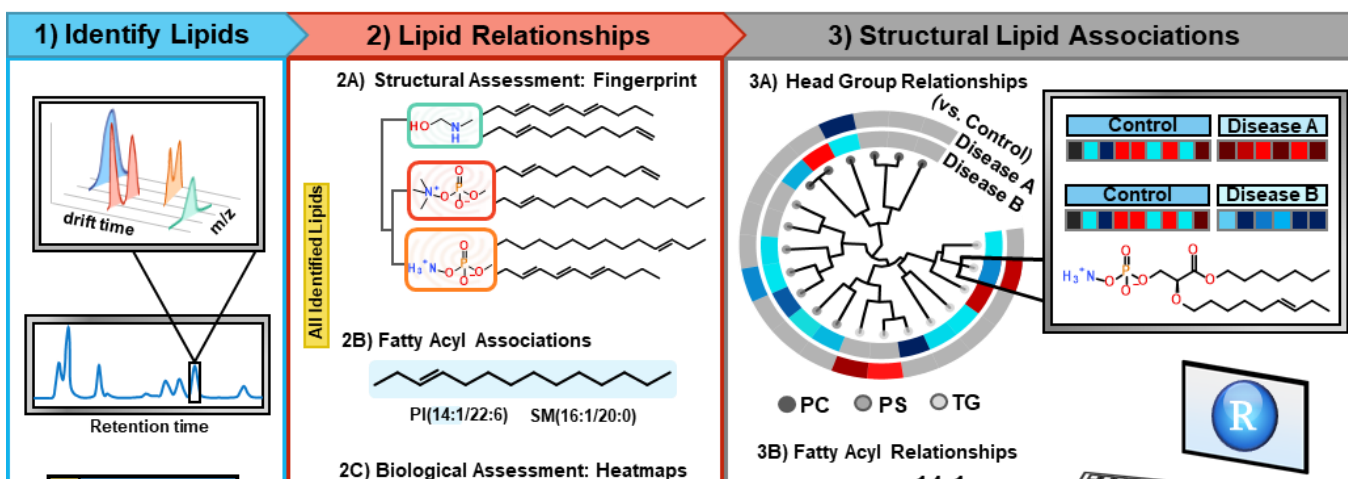 1) Identify Lipids
2) Lipid Relationships
3) Structural Lipid Associations
drift time
m/z
Retention time
All Identified Lipids
2A) Structural Assessment: Fingerprint
HO
N
H
N+
O
P
O
O
O-
H3+N
O
P
O
O
O-
2B) Fatty Acyl Associations
PI(14:1/22:6) SM(16:1/20:0)
2C) Biological Assessment: Heatmaps
3A) Head Group Relationships
(vs. Control)
Disease A
Disease B
PC PS TG
Control Disease A
Control Disease B
H3+N
O
P
O
O
O-
O
O
O
3B) Fatty Acyl Relationships
R